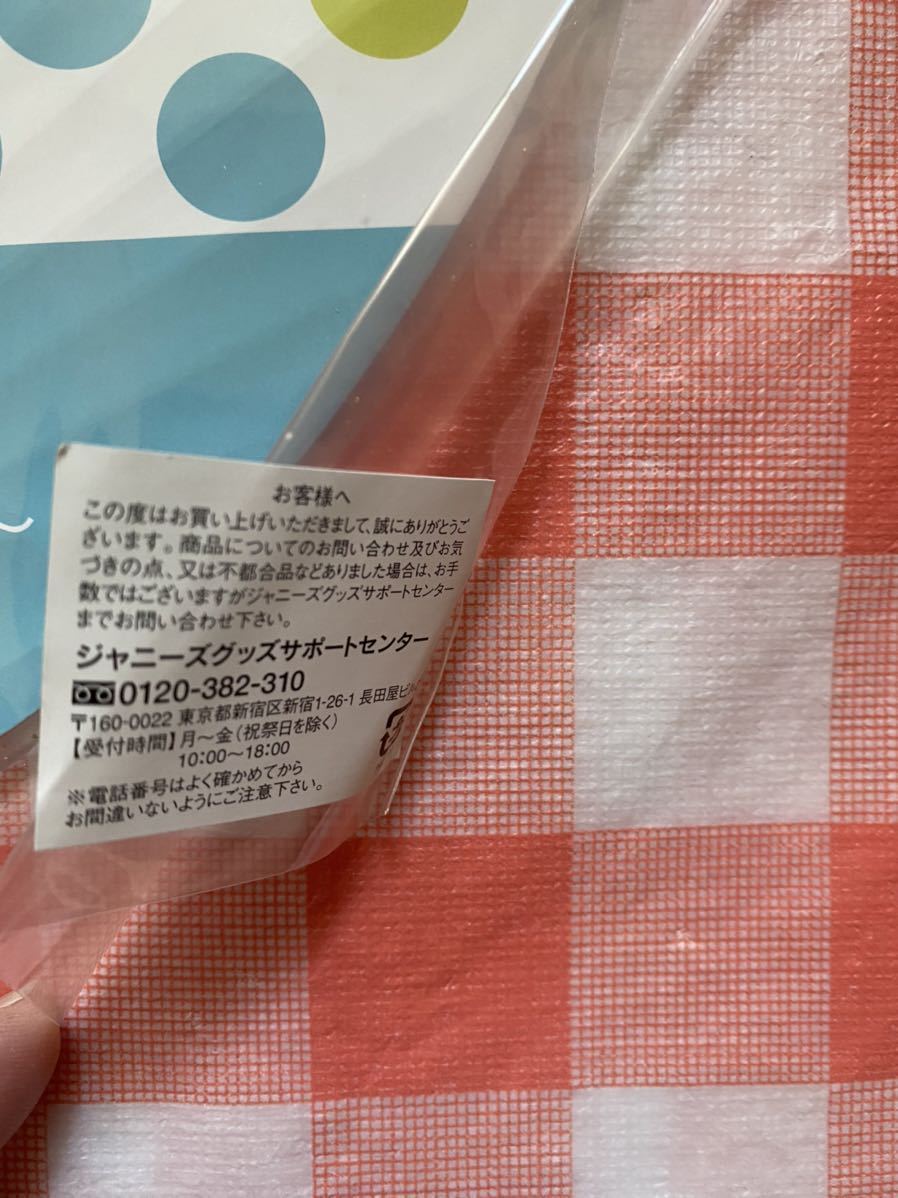 お客様へ
この度はお買い上げいただきまして、誠にありがとうご
ざいます。商品についてのお問い合わせ及びお気
づきの点、又は不都合品などありました場合は、お手
数ではございますがジャニーズグッズサポートセンター
までお問い合わせ下さい。
ジャニーズグッズサポートセンター
0120-382-310
〒160-0022 東京都新宿区新宿1-26-1 長田屋ビル
【受付時間】月〜金(祝祭日を除く)
10:00〜18:00
※電話番号はよく確かめてから
お間違いないようにご注意下さい。